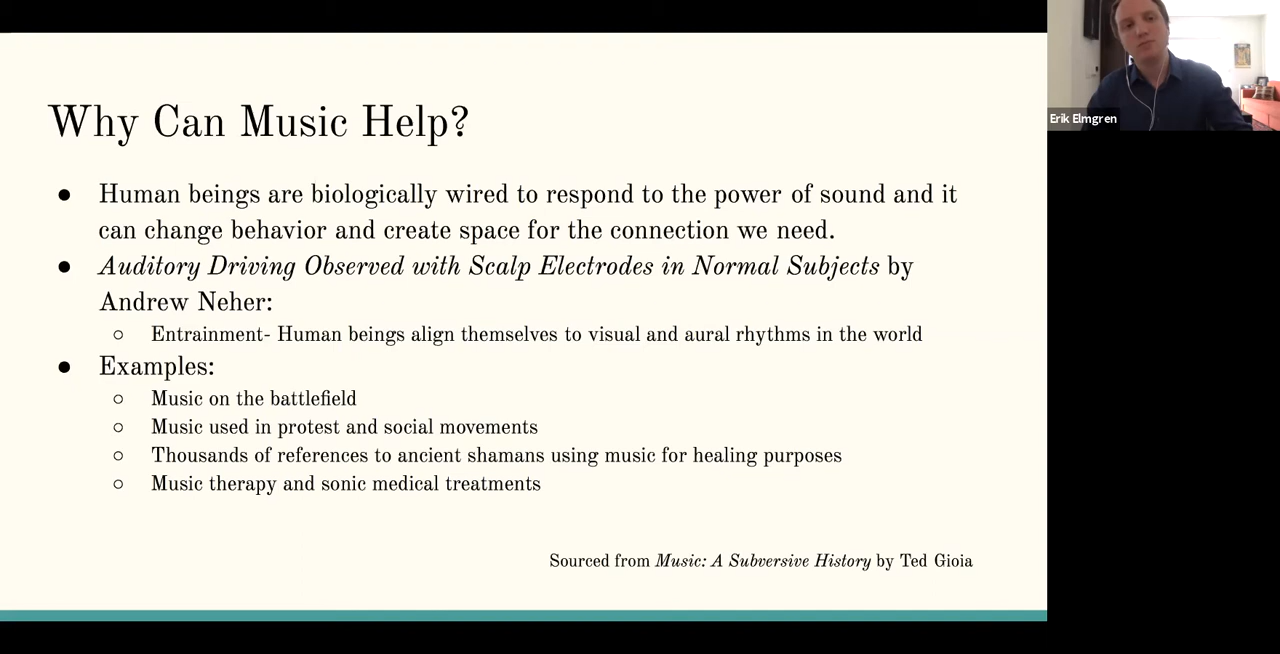 Why Can Music Help?
● Human beings are biologically wired to respond to the power of sound and it
can change behavior and create space for the connection we need.
● Auditory Driving Observed with Scalp Electrodes in Normal Subjects by
Andrew Neher:
○ Entrainment- Human beings align themselves to visual and aural rhythms in the world
● Examples:
○ Music on the battlefield
○ Music used in protest and social movements
○ Thousands of references to ancient shamans using music for healing purposes
○ Music therapy and sonic medical treatments
Sourced from Music: A Subversive History by Ted Gioia
Erik Elmgren